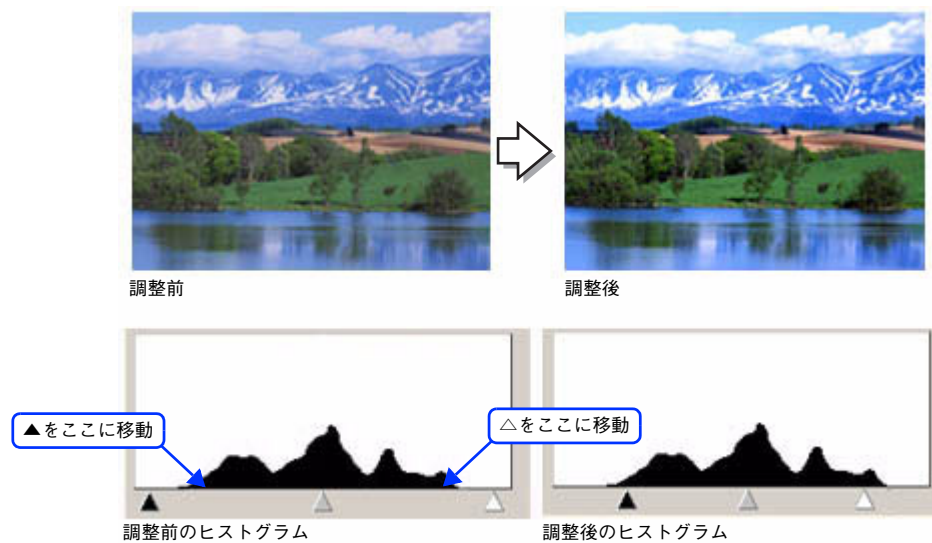 調整前
調整後
▲をここに移動
△をここに移動
調整前のヒストグラム
調整後のヒストグラム